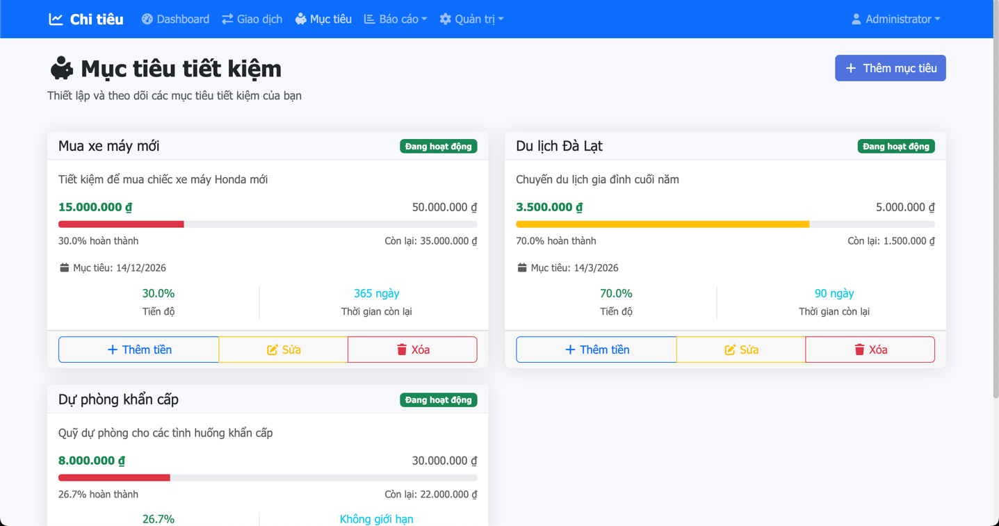 Chi tiêu Dashboard Giao dịch Mục tiêu Báo cáo Quản trị Administrator
Mục tiêu tiết kiệm
Thêm mục tiêu
Thiết lập và theo dõi các mục tiêu tiết kiệm của bạn
Mua xe máy mới Đang hoạt động
Tiết kiệm để mua chiếc xe máy Honda mới
15.000.000 ₫ 50.000.000 ₫
30.0% hoàn thành Còn lại: 35.000.000 ₫
Mục tiêu: 14/12/2026
30.0% 365 ngày
Tiến độ Thời gian còn lại
Thêm tiền Sửa Xóa
Du lịch Đà Lạt Đang hoạt động
Chuyến du lịch gia đình cuối năm
3.500.000 ₫ 5.000.000 ₫
70.0% hoàn thành Còn lại: 1.500.000 ₫
Mục tiêu: 14/3/2026
70.0% 90 ngày
Tiến độ Thời gian còn lại
Thêm tiền Sửa Xóa
Dự phòng khẩn cấp Đang hoạt động
Quỹ dự phòng cho các tình huống khẩn cấp
8.000.000 ₫ 30.000.000 ₫
26.7% hoàn thành Còn lại: 22.000.000 ₫
26.7% Không giới hạn